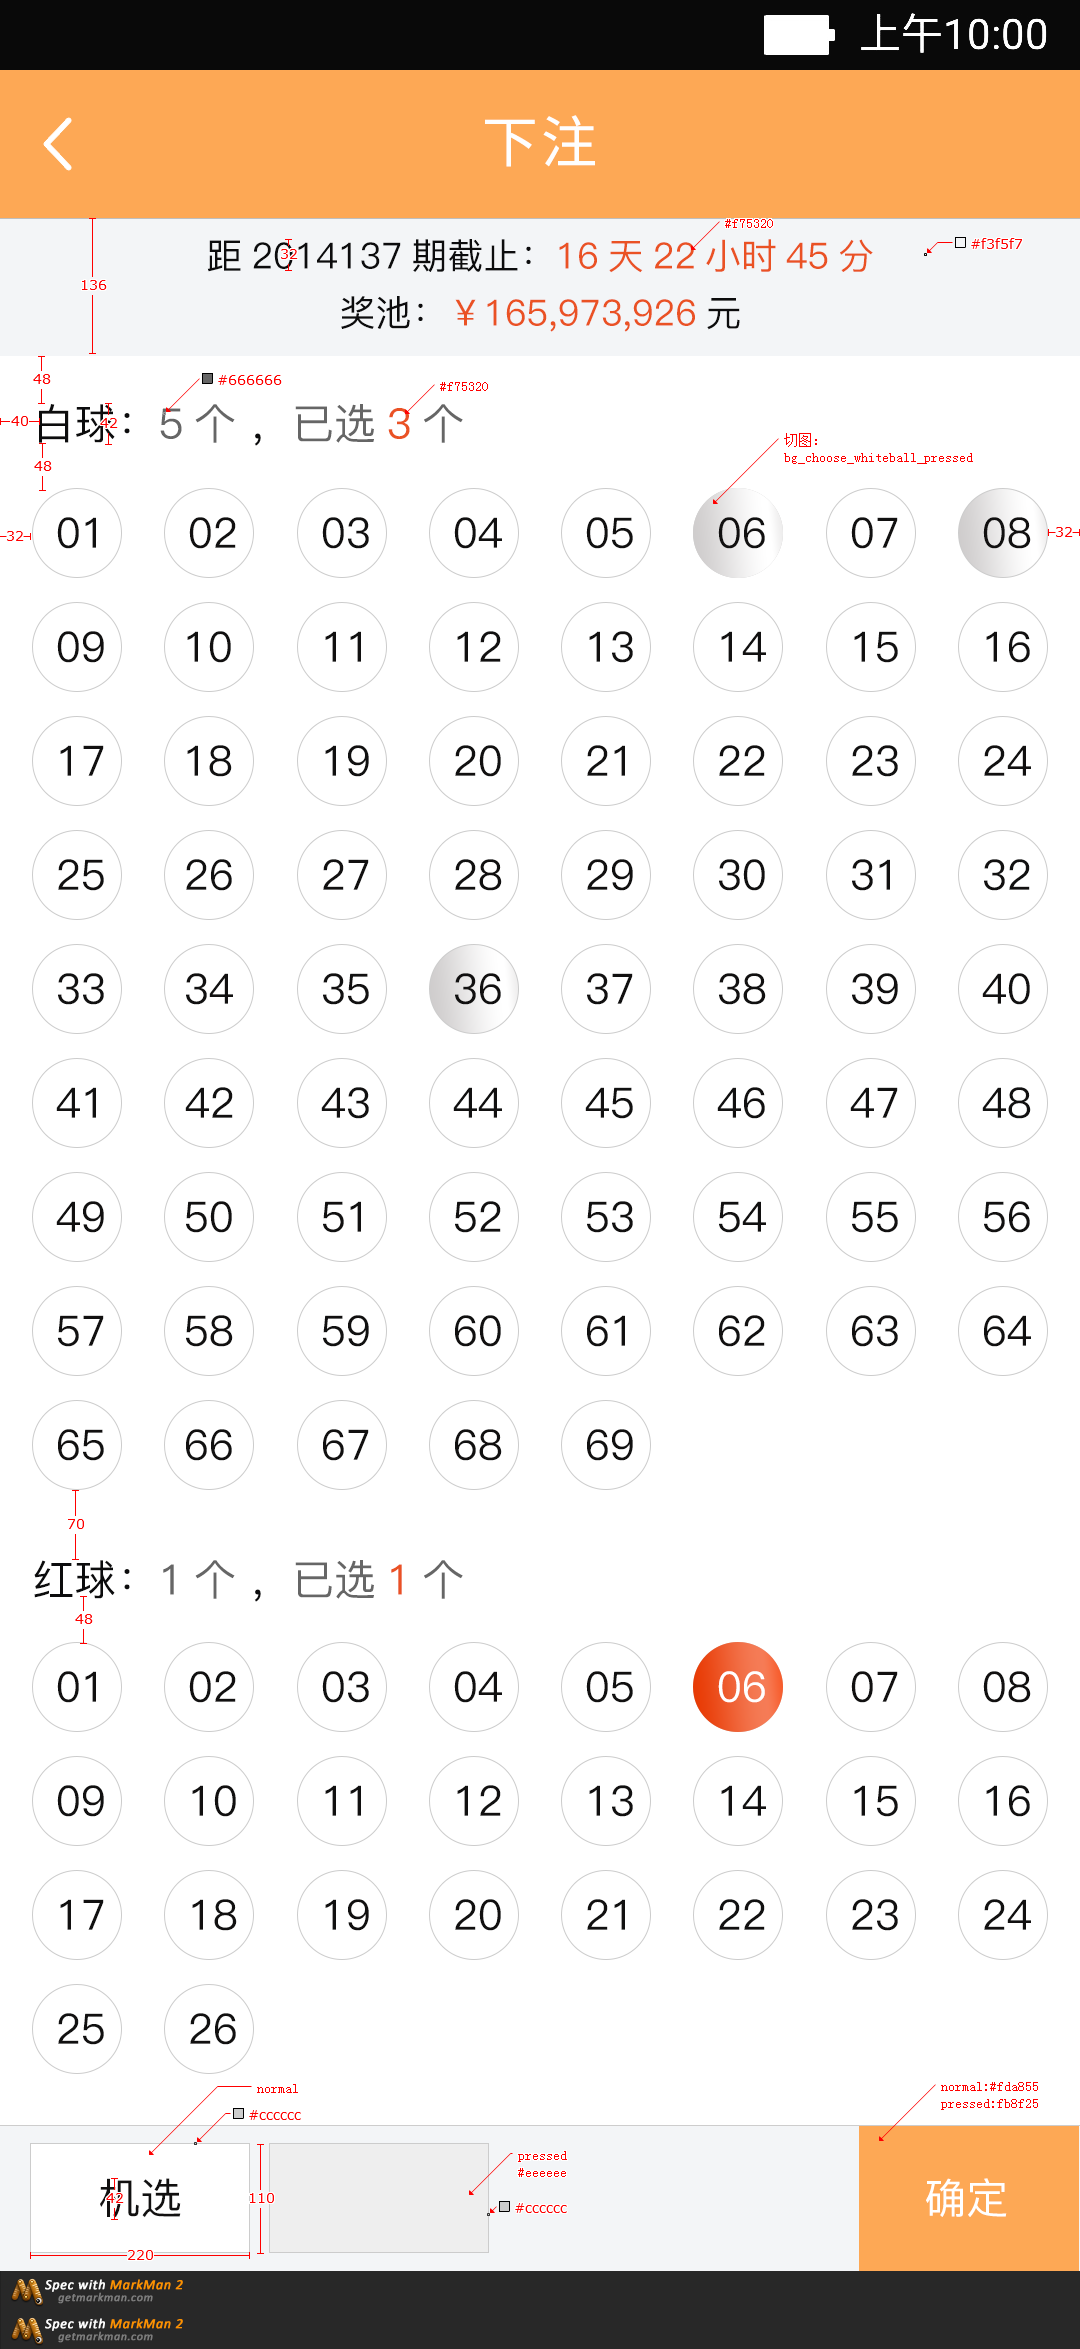 上午10:00
下注
#f75320
距 2014137 期截止：16 天 22 小时 45 分
32
#f3f5f7
136
奖池：￥165,973,926 元
48
#666666
#f75320
40
白球：5 个，已选 3 个
42
切图：
bg_choose_whiteball_pressed
48
01 02 03 04 05 06 07 08
32
32
09 10 11 12 13 14 15 16
17 18 19 20 21 22 23 24
25 26 27 28 29 30 31 32
33 34 35 36 37 38 39 40
41 42 43 44 45 46 47 48
49 50 51 52 53 54 55 56
57 58 59 60 61 62 63 64
65 66 67 68 69
70
红球：1 个，已选 1 个
48
01 02 03 04 05 06 07 08
09 10 11 12 13 14 15 16
17 18 19 20 21 22 23 24
25 26
normal
#cccccc
normal:#fda855
pressed:fb8f25
机选
42
110
220
pressed
#eeeeee
#cccccc
确定
Spec with MarkMan 2
getmarkman.com
Spec with MarkMan 2
getmarkman.com